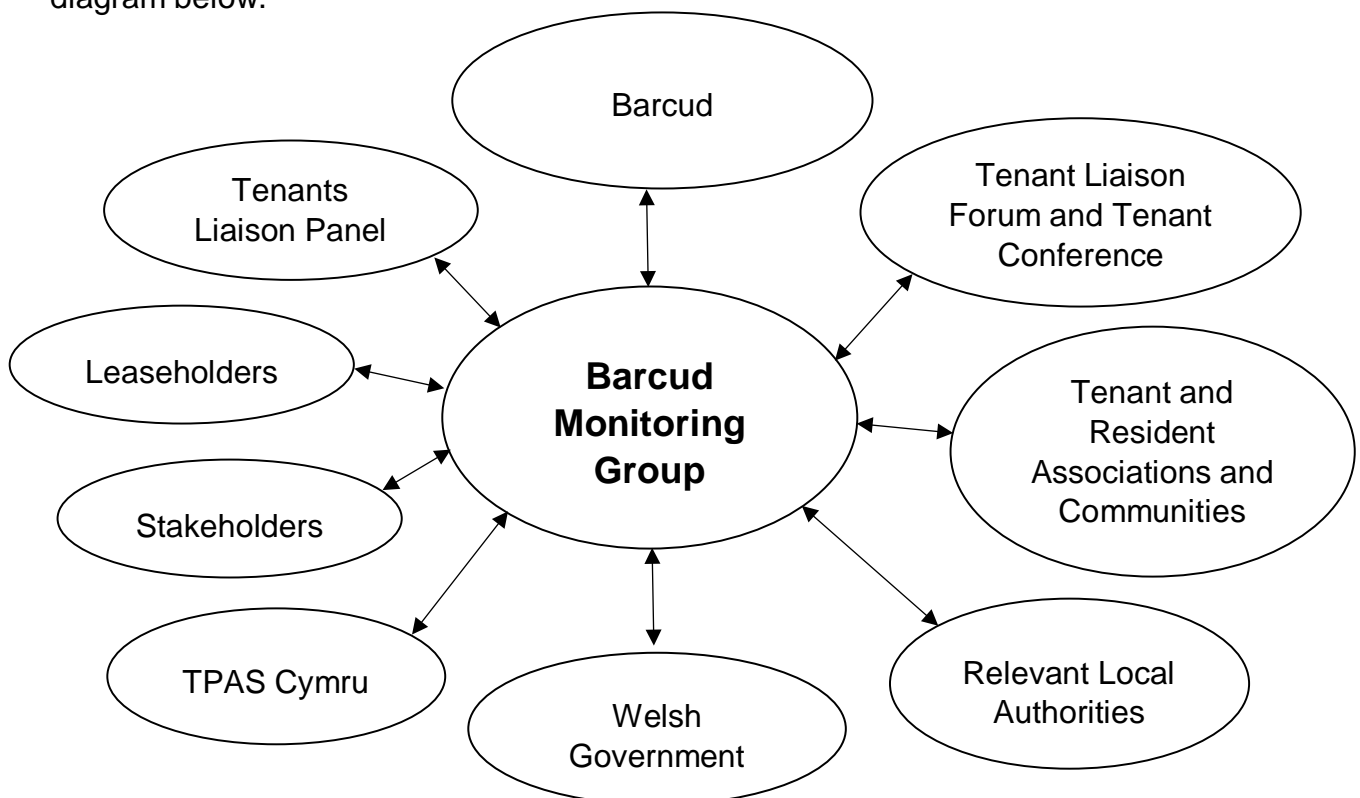 diagram below.
Barcud
Tenants
Liaison Panel
Tenant Liaison
Forum and Tenant
Conference
Leaseholders
Barcud
Monitoring
Group
Tenant and
Resident
Associations and
Communities
Stakeholders
TPAS Cymru
Welsh
Government
Relevant Local
Authorities